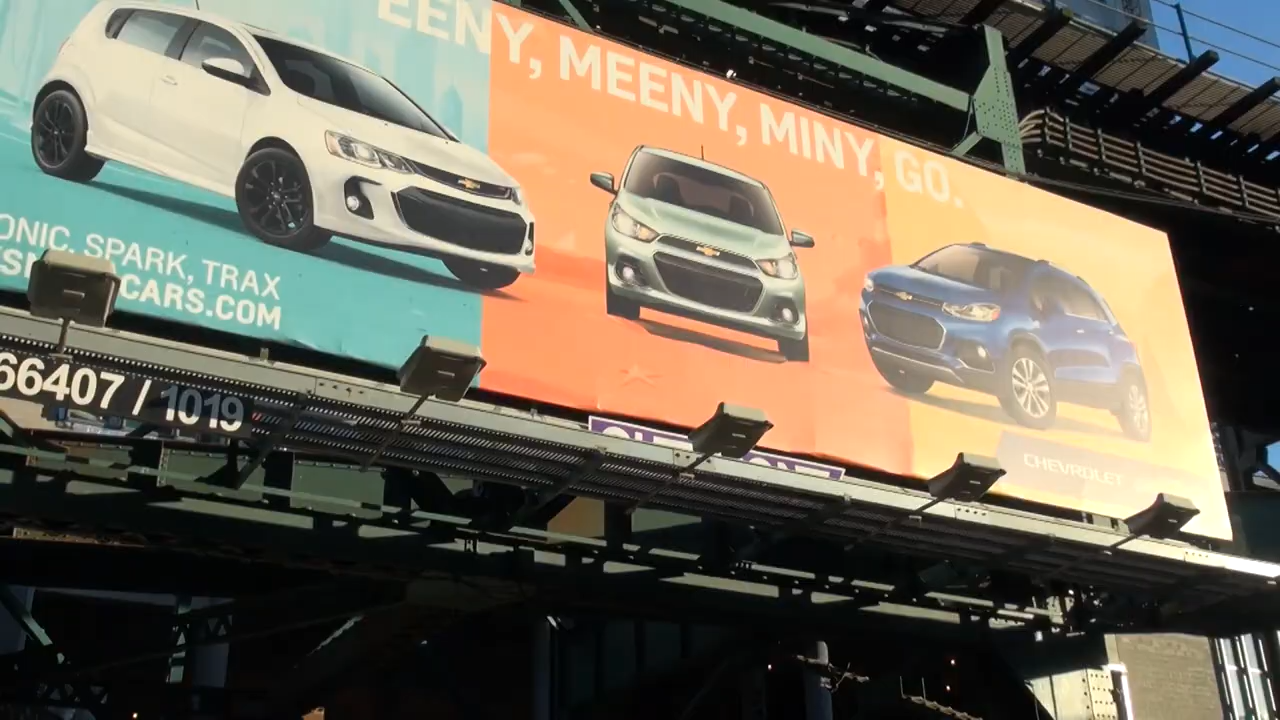 EENY, MEENY, MINY, GO.
ONIC, SPARK, TRAX
CARS.COM
CHEVROLET
66407 / 1019